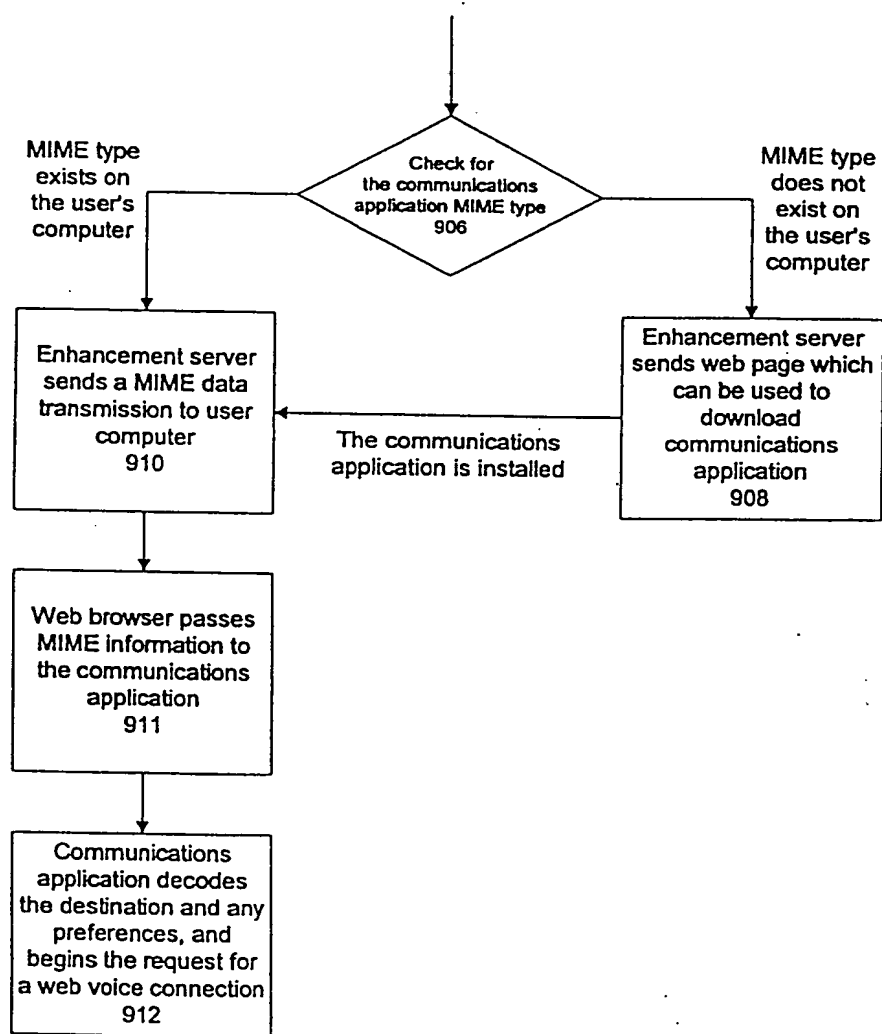 MIME type
exists on
the user's
computer
Check for
the communications
application MIME type
906
MIME type
does not
exist on
the user's
computer
Enhancement server
sends a MIME data
transmission to user
computer
910
The communications
application is installed
Enhancement server
sends web page which
can be used to
download
communications
application
908
Web browser passes
MIME information to
the communications
application
911
Communications
application decodes
the destination and any
preferences, and
begins the request for
a web voice connection
912